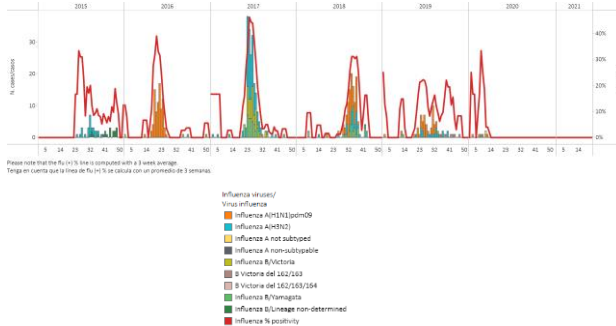 2015 2016 2017 2018 2019 2020 2021
N. cases/casos
30
20
10
0
40%
30%
20%
10%
0%
5 14 23 32 41 50 5 14 23 32 41 50 5 14 23 32 41 50 5 14 23 32 41 50 5 14 23 32 41 50 5 14 23 32 41 50 5 14
Please note that the flu (+) % line is computed with a 3 week average.
Tenga en cuenta que la línea de flu (+) % se calcula con un promedio de 3 semanas.
Influenza viruses/
Virus influenza
Influenza A(H1N1)pdm09
Influenza A(H3N2)
Influenza A not subtyped
Influenza A non-subtypable
Influenza B/Victoria
B Victoria del 162/163
B Victoria del 162/163/164
Influenza B/Yamagata
Influenza B/Lineage non-determined
Influenza % positivity